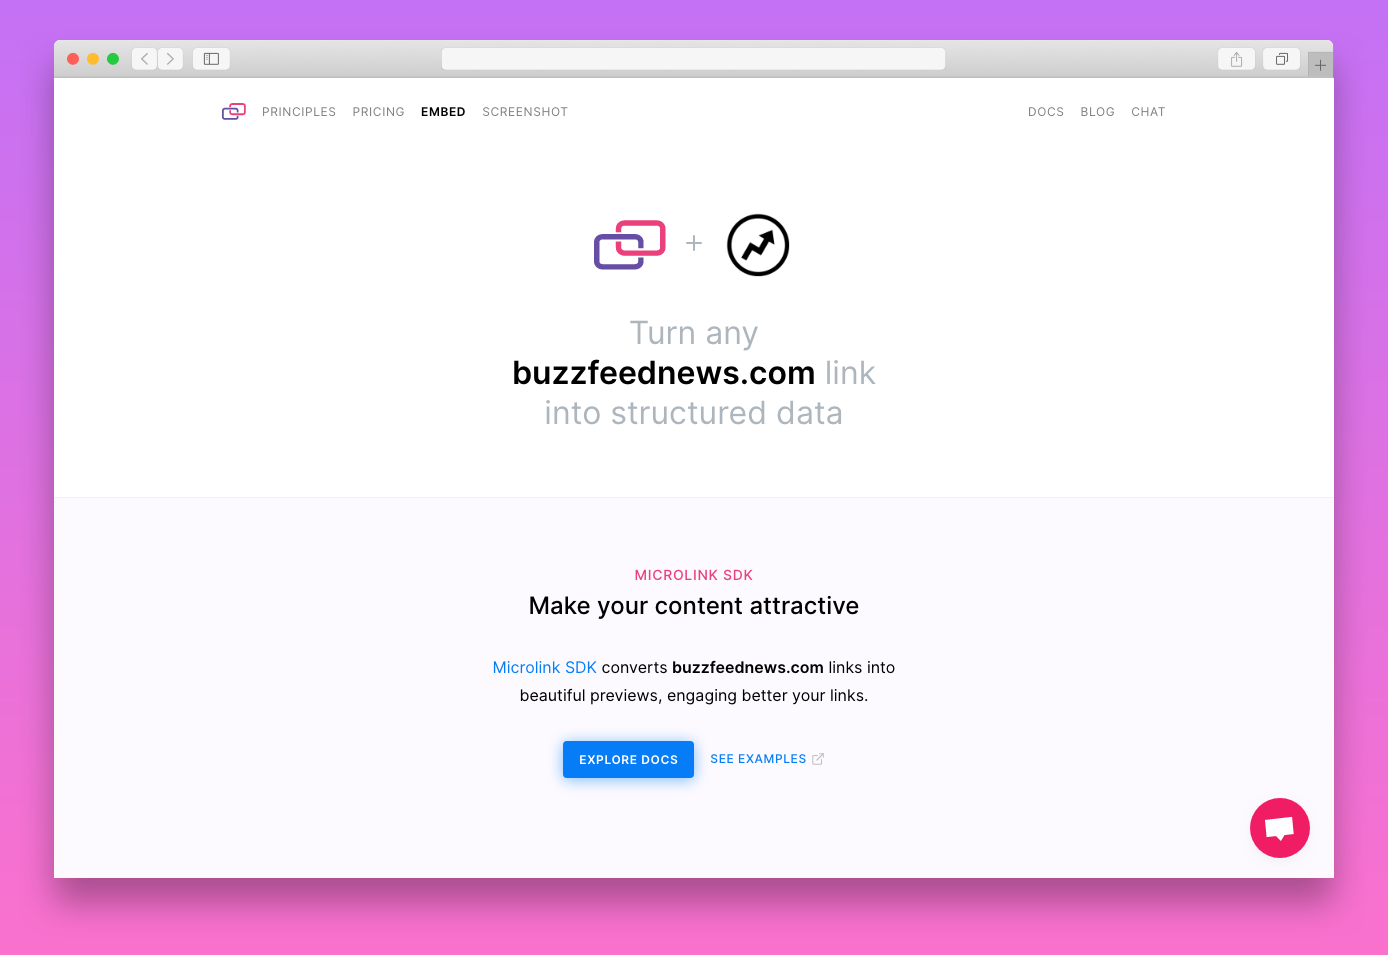 PRINCIPLES PRICING EMBED SCREENSHOT DOCS BLOG CHAT
Turn any
buzzfeednews.com link
into structured data
MICROLINK SDK
Make your content attractive
Microlink SDK converts buzzfeednews.com links into
beautiful previews, engaging better your links.
EXPLORE DOCS SEE EXAMPLES